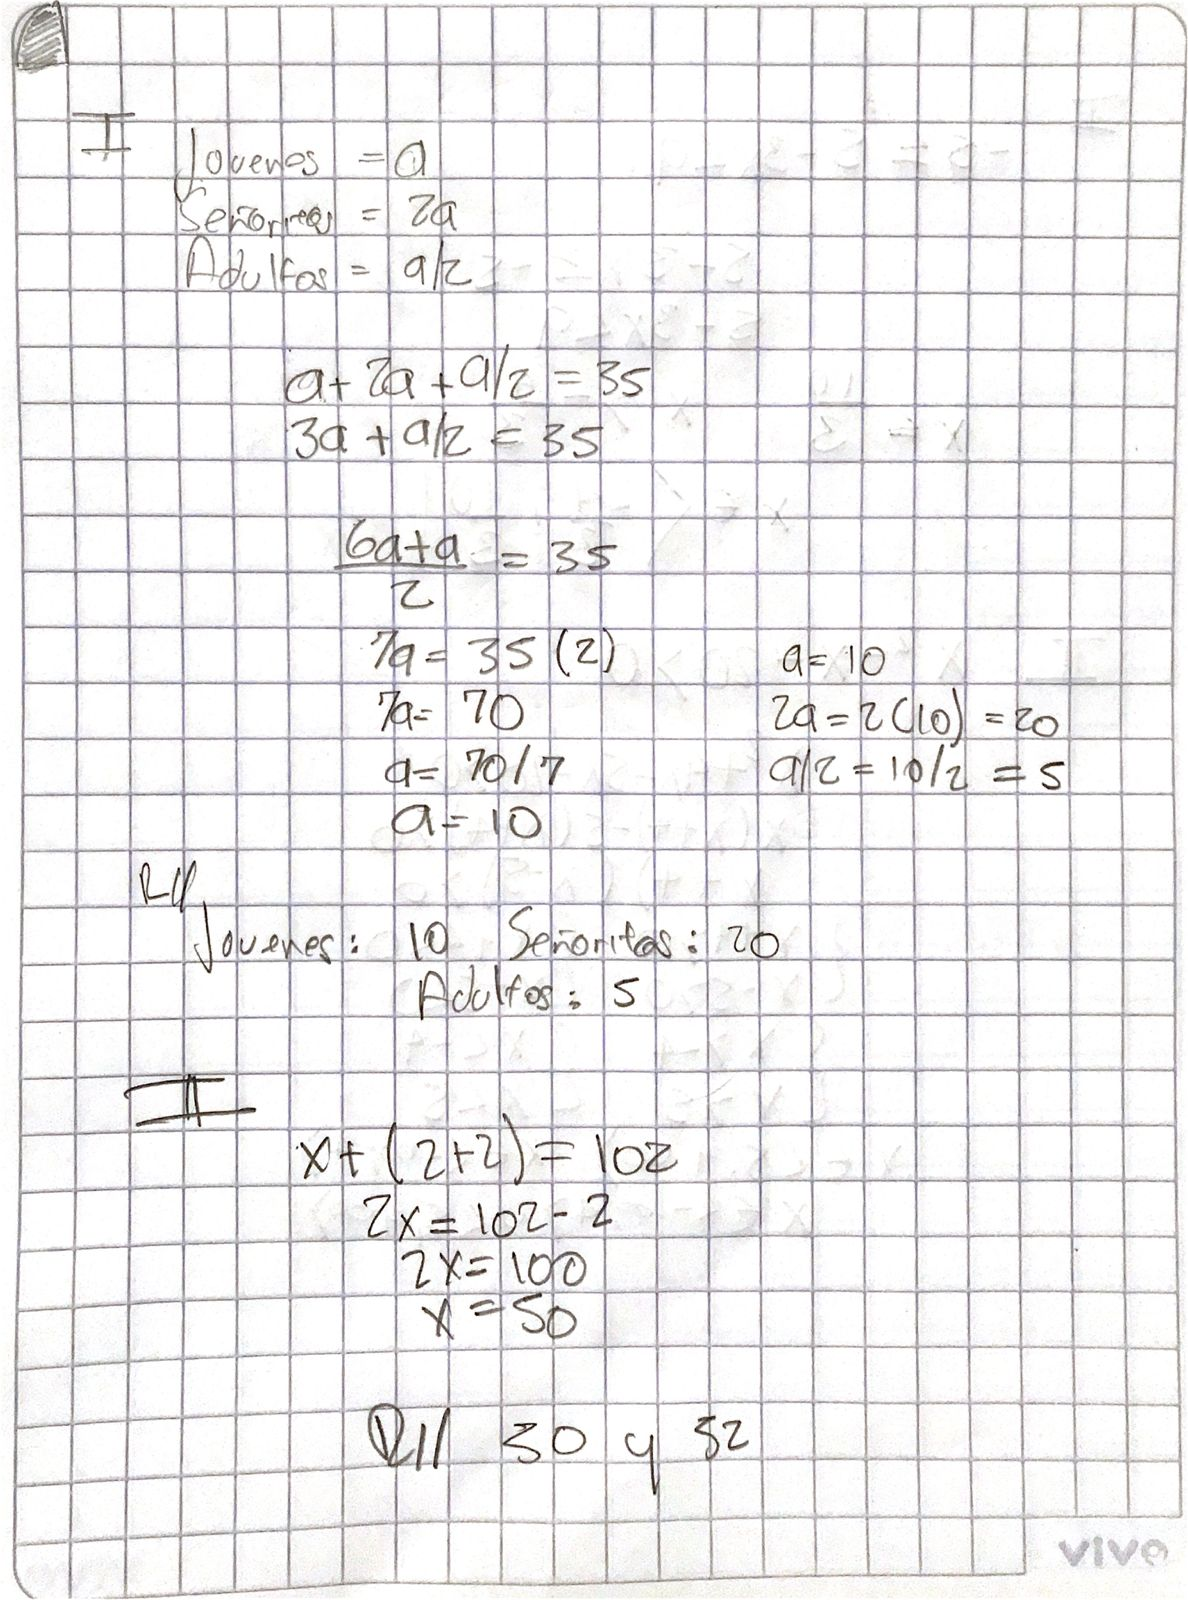 I
Jovenes = a
Señoritas = 2a
Adultos = a/2
a + 2a + a/2 = 35
3a + a/2 = 35
6a+a
—— = 35
2
7a = 35 (2)
7a = 70
a = 70/7
a = 10
a = 10
2a = 2(10) = 20
a/2 = 10/2 = 5
R//
Jovenes: 10 Señoritas: 20
Adultos: 5
II
x + (2+2) = 102
2x = 102 - 2
2x = 100
x = 50
R// 50 y 52
vivo